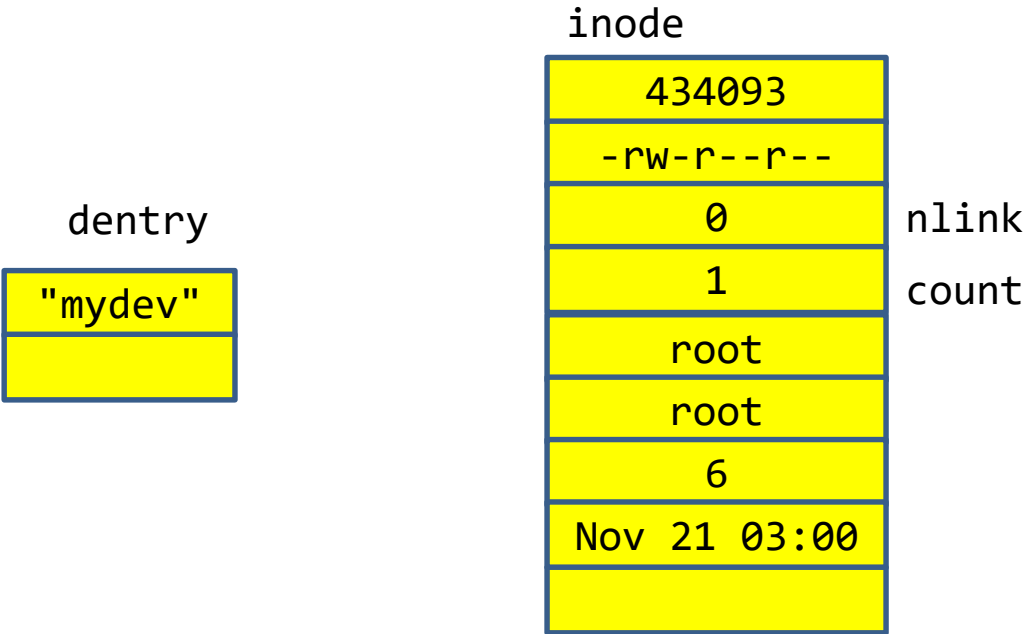 inode
434093
-rw-r--r--
0 nlink
1 count
root
root
6
Nov 21 03:00
dentry
"mydev"